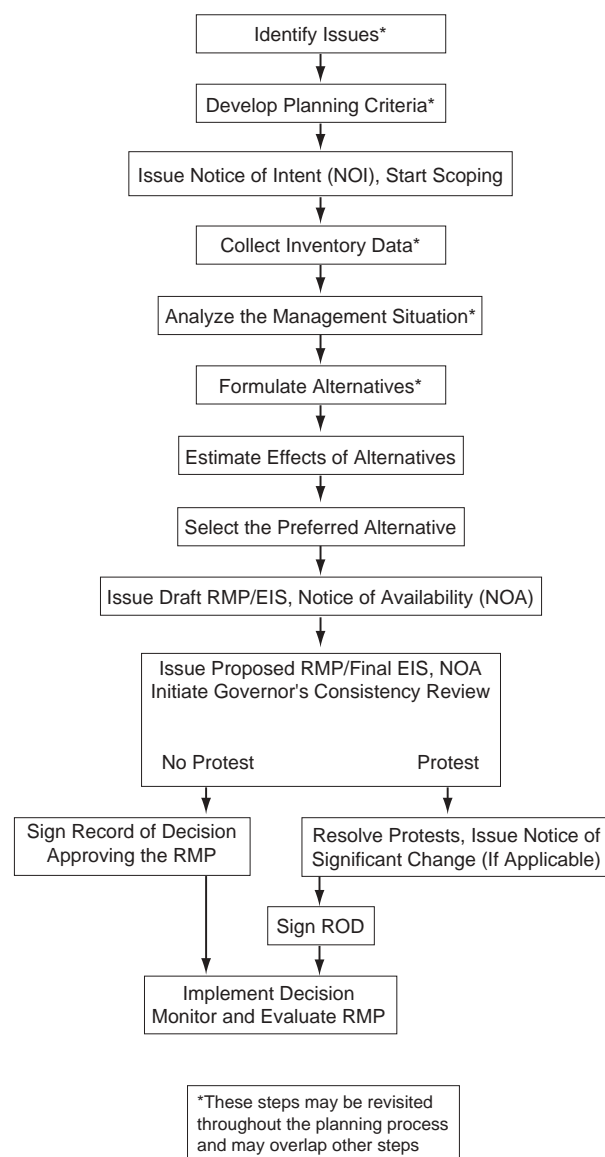 Identify Issues*
Develop Planning Criteria*
Issue Notice of Intent (NOI), Start Scoping
Collect Inventory Data*
Analyze the Management Situation*
Formulate Alternatives*
Estimate Effects of Alternatives
Select the Preferred Alternative
Issue Draft RMP/EIS, Notice of Availability (NOA)
Issue Proposed RMP/Final EIS, NOA
Initiate Governor's Consistency Review
No Protest
Protest
Sign Record of Decision
Approving the RMP
Resolve Protests, Issue Notice of
Significant Change (If Applicable)
Sign ROD
Implement Decision
Monitor and Evaluate RMP
*These steps may be revisited
throughout the planning process
and may overlap other steps